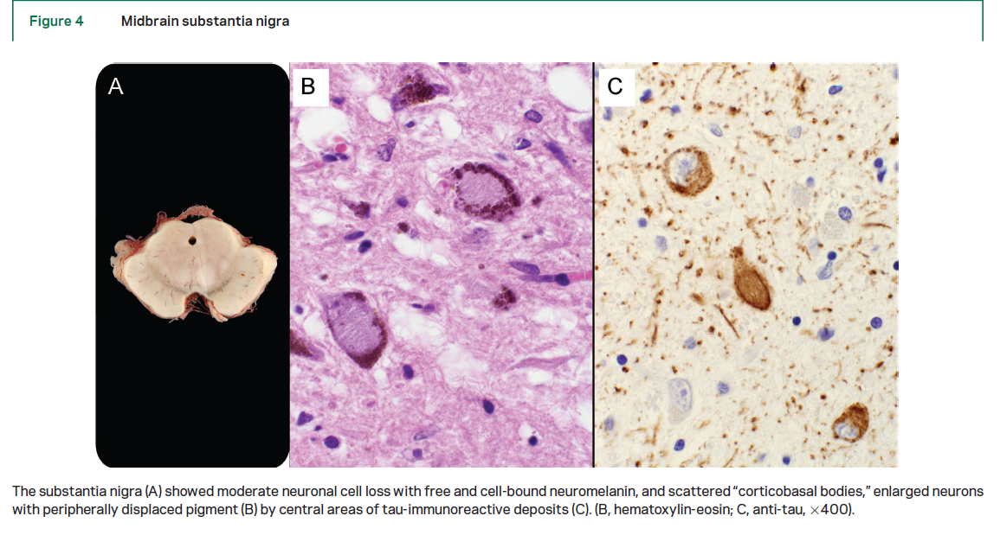 Figure 4 Midbrain substantia nigra
A
B
C
The substantia nigra (A) showed moderate neuronal cell loss with free and cell-bound neuromelanin, and scattered “corticobasal bodies,” enlarged neurons
with peripherally displaced pigment (B) by central areas of tau-immunoreactive deposits (C). (B, hematoxylin-eosin; C, anti-tau, ×400).